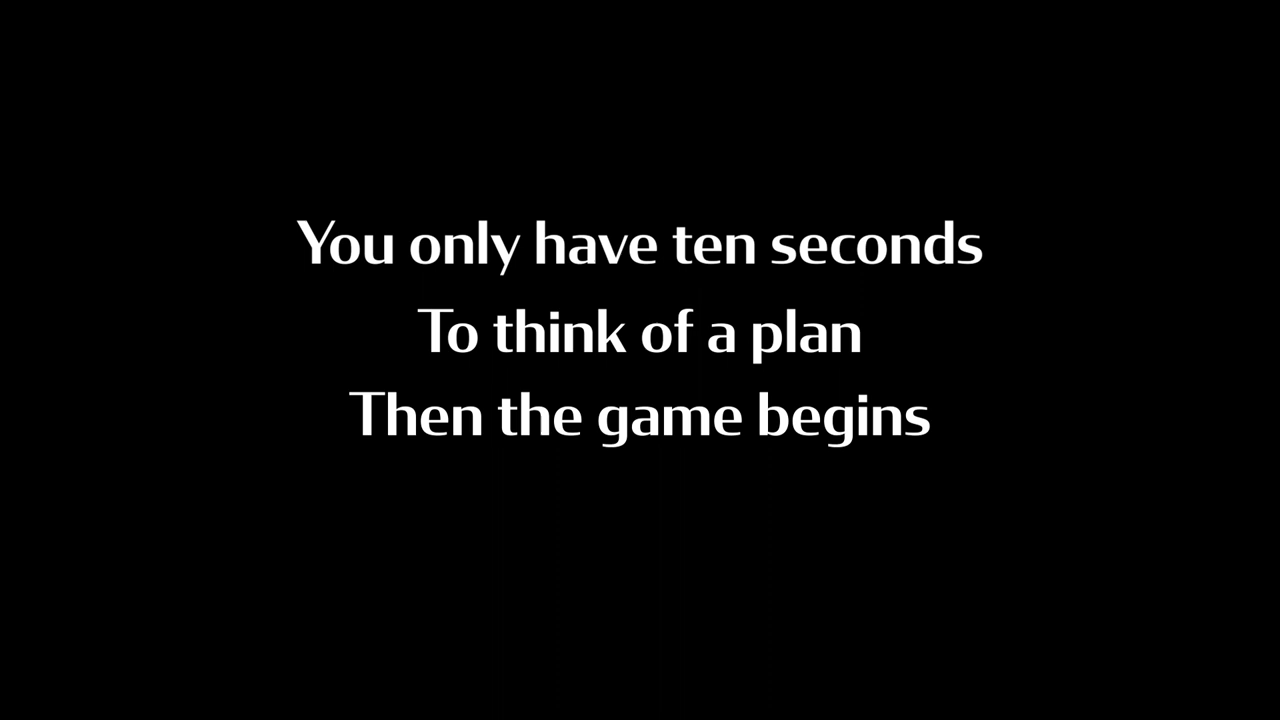 You only have ten seconds
To think of a plan
Then the game begins